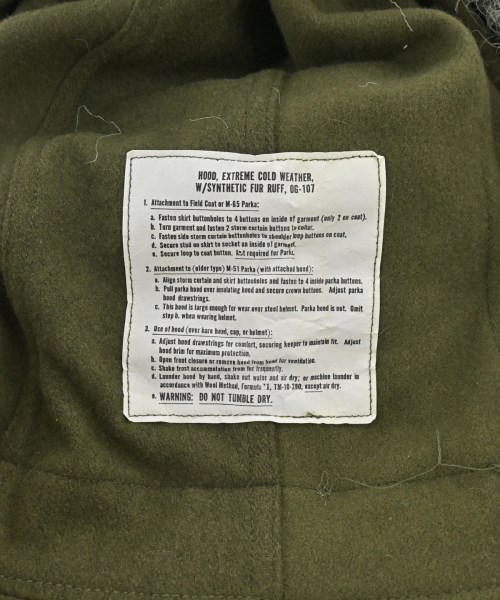 HOOD, EXTREME COLD WEATHER,
W/SYNTHETIC FUR RUFF, OG-107
1. Attachment to Field Coat or M-65 Parka:
a. Fasten skirt buttonholes to 4 buttons on inside of garment (only 2 on coat).
b. Turn garment and fasten 2 storm curtain buttons to collar.
c. Fasten side storm curtain buttonholes to shoulder loop buttons on coat.
d. Secure stud on skirt to socket on inside of garment.
e. Secure loop to coat button. Not required for Parka.
2. Attachment to (older type) M-51 Parka (with attached hood):
a. Align storm curtain and skirt buttonholes and fasten to 4 inside parka buttons.
b. Pull parka hood over insulating hood and secure crown buttons. Adjust parka
hood drawstrings.
c. This hood is large enough for wear over steel helmet. Parka hood is not. Omit
step b. when wearing helmet.
3. Use of hood (over bare head, cap, or helmet):
a. Adjust hood drawstrings for comfort, securing keeper to maintain fit. Adjust
hood brim for maximum protection.
b. Open front closure or remove hood from head for ventilation.
c. Shake frost accumulation from fur frequently.
d. Launder hood by hand, shake out water and air dry; or machine launder in
accordance with Wool Method, Formula "1, TM-10-280, except air dry.
e. WARNING: DO NOT TUMBLE DRY.